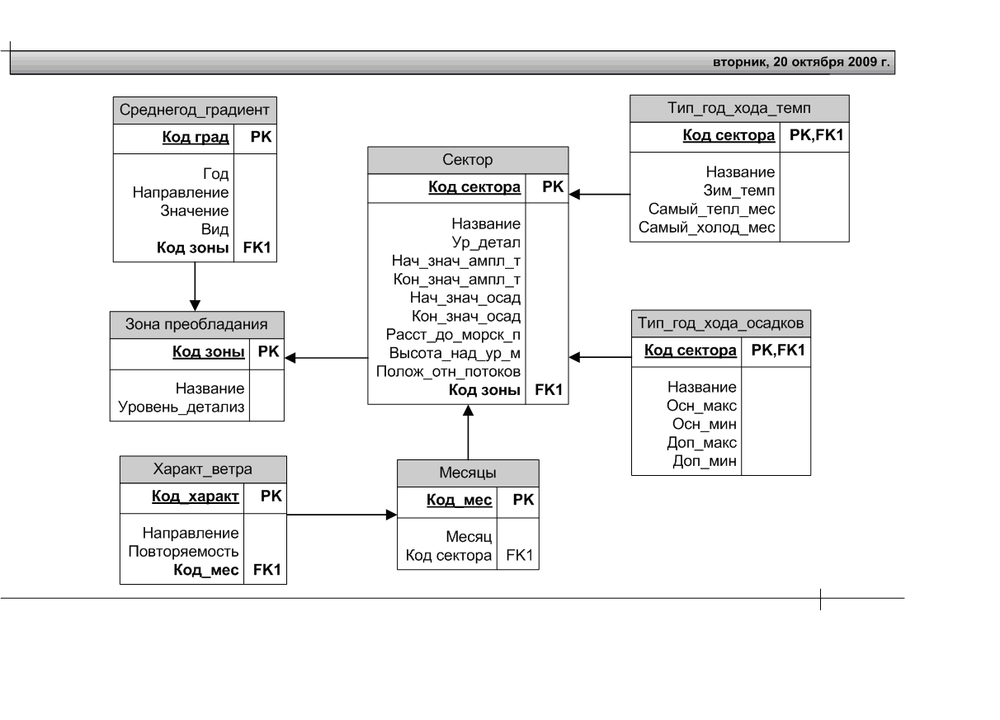 вторник, 20 октября 2009 г.
Среднегод_градиент
Код град PK
Год
Направление
Значение
Вид
Код зоны FK1
Зона преобладания
Код зоны PK
Название
Уровень_детализ
Характ_ветра
Код_характ PK
Направление
Повторяемость
Код_мес FK1
Сектор
Код сектора PK
Название
Ур_детал
Нач_знач_ампл_т
Кон_знач_ампл_т
Нач_знач_осад
Кон_знач_осад
Расст_до_морск_п
Высота_над_ур_м
Полож_отн_потоков
Код зоны FK1
Месяцы
Код_мес PK
Месяц
Код сектора FK1
Тип_год_хода_темп
Код сектора PK,FK1
Название
Зим_темп
Самый_тепл_мес
Самый_холод_мес
Тип_год_хода_осадков
Код сектора PK,FK1
Название
Осн_макс
Осн_мин
Доп_макс
Доп_мин